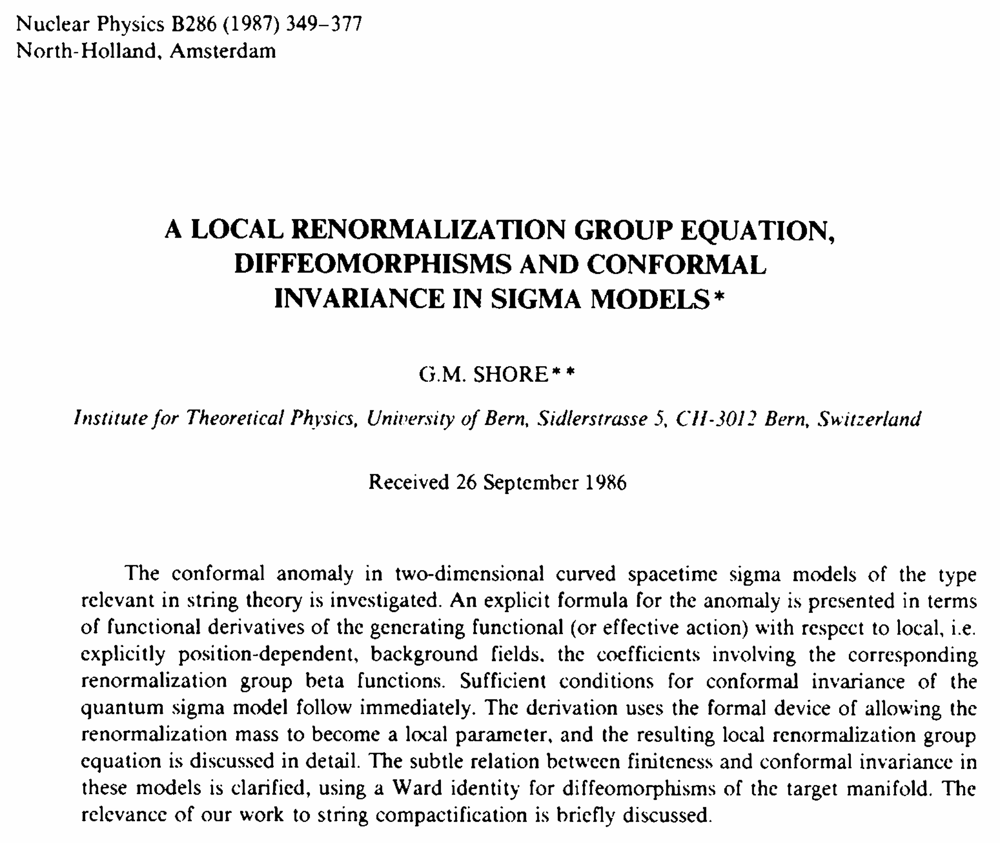 Nuclear Physics B286 (1987) 349–377
North-Holland, Amsterdam
A LOCAL RENORMALIZATION GROUP EQUATION,
DIFFEOMORPHISMS AND CONFORMAL
INVARIANCE IN SIGMA MODELS*
G.M. SHORE**
Institute for Theoretical Physics, University of Bern, Sidlerstrasse 5, CH-3012 Bern, Switzerland
Received 26 September 1986
The conformal anomaly in two-dimensional curved spacetime sigma models of the type
relevant in string theory is investigated. An explicit formula for the anomaly is presented in terms
of functional derivatives of the generating functional (or effective action) with respect to local, i.e.
explicitly position-dependent, background fields, the coefficients involving the corresponding
renormalization group beta functions. Sufficient conditions for conformal invariance of the
quantum sigma model follow immediately. The derivation uses the formal device of allowing the
renormalization mass to become a local parameter, and the resulting local renormalization group
equation is discussed in detail. The subtle relation between finiteness and conformal invariance in
these models is clarified, using a Ward identity for diffeomorphisms of the target manifold. The
relevance of our work to string compactification is briefly discussed.